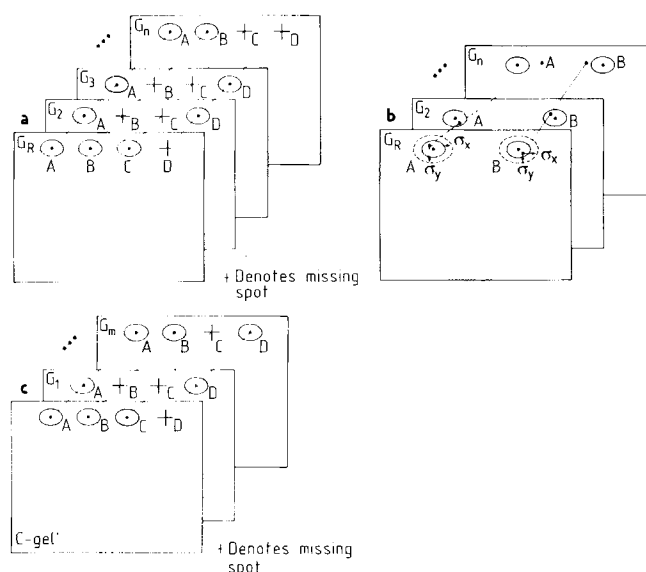 Gn A B C D
G3 A B C D
a G2 A B C D
GR A B C D
+ Denotes missing
spot
Gn A B
b G2 A B
GR A σy σx B σy σx
Gm A B C D
c G1 A B C D
A B C D
C-gel'
+ Denotes missing
spot